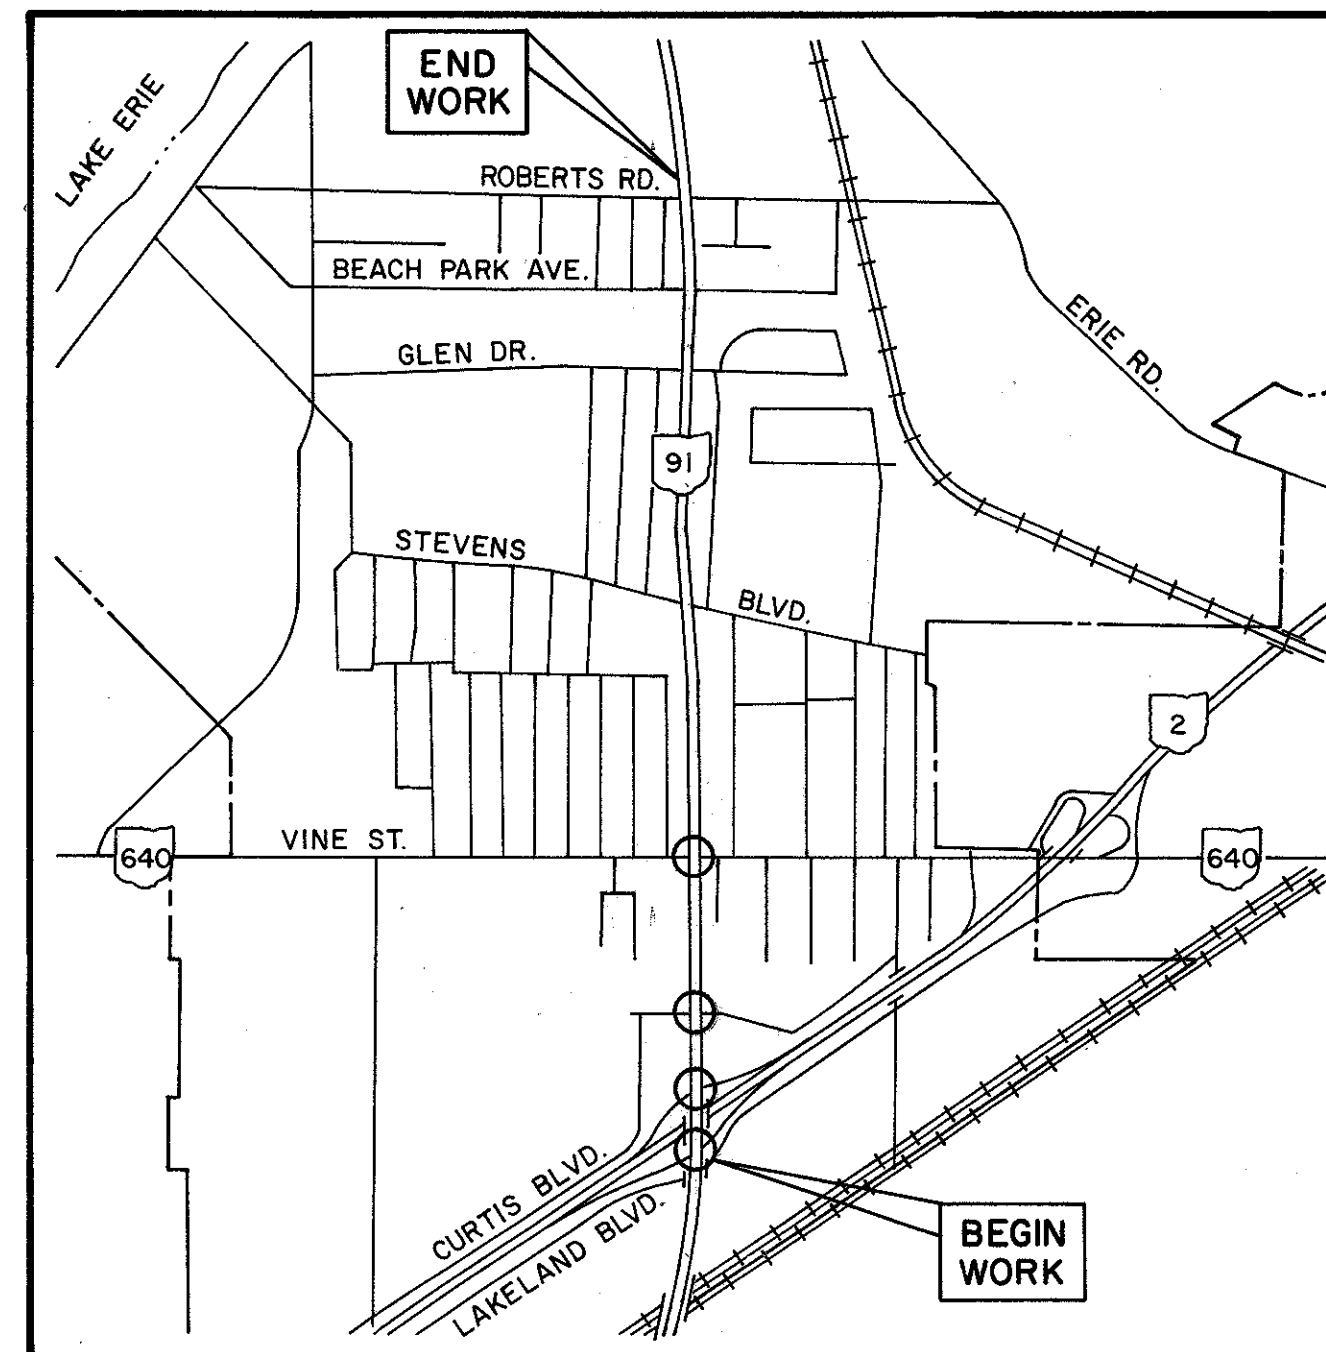 END
WORK
LAKE ERIE
ROBERTS RD.
BEACH PARK AVE.
ERIE RD.
GLEN DR.
91
STEVENS
BLVD.
2
VINE ST.
640
640
CURTIS BLVD.
LAKELAND BLVD.
BEGIN
WORK